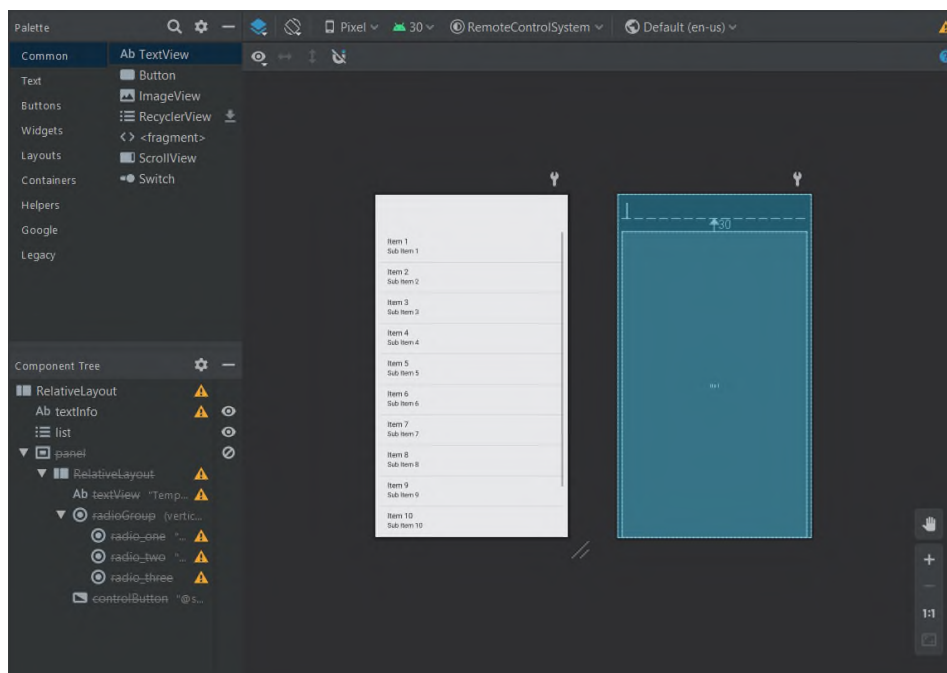 Palette
Pixel
30
RemoteControlSystem
Default (en-us)
Common
Text
Buttons
Widgets
Layouts
Containers
Helpers
Google
Legacy
Ab TextView
Button
ImageView
RecyclerView
<fragment>
ScrollView
Switch
Component Tree
RelativeLayout
Ab textInfo
list
panel
RelativeLayout
Ab textView "Temp...
radioGroup (vertic...
radio_one "...
radio_two "...
radio_three
controlButton "@s...
Item 1
Sub Item 1
Item 2
Sub Item 2
Item 3
Sub Item 3
Item 4
Sub Item 4
Item 5
Sub Item 5
Item 6
Sub Item 6
Item 7
Sub Item 7
Item 8
Sub Item 8
Item 9
Sub Item 9
Item 10
Sub Item 10
30
list
1:1